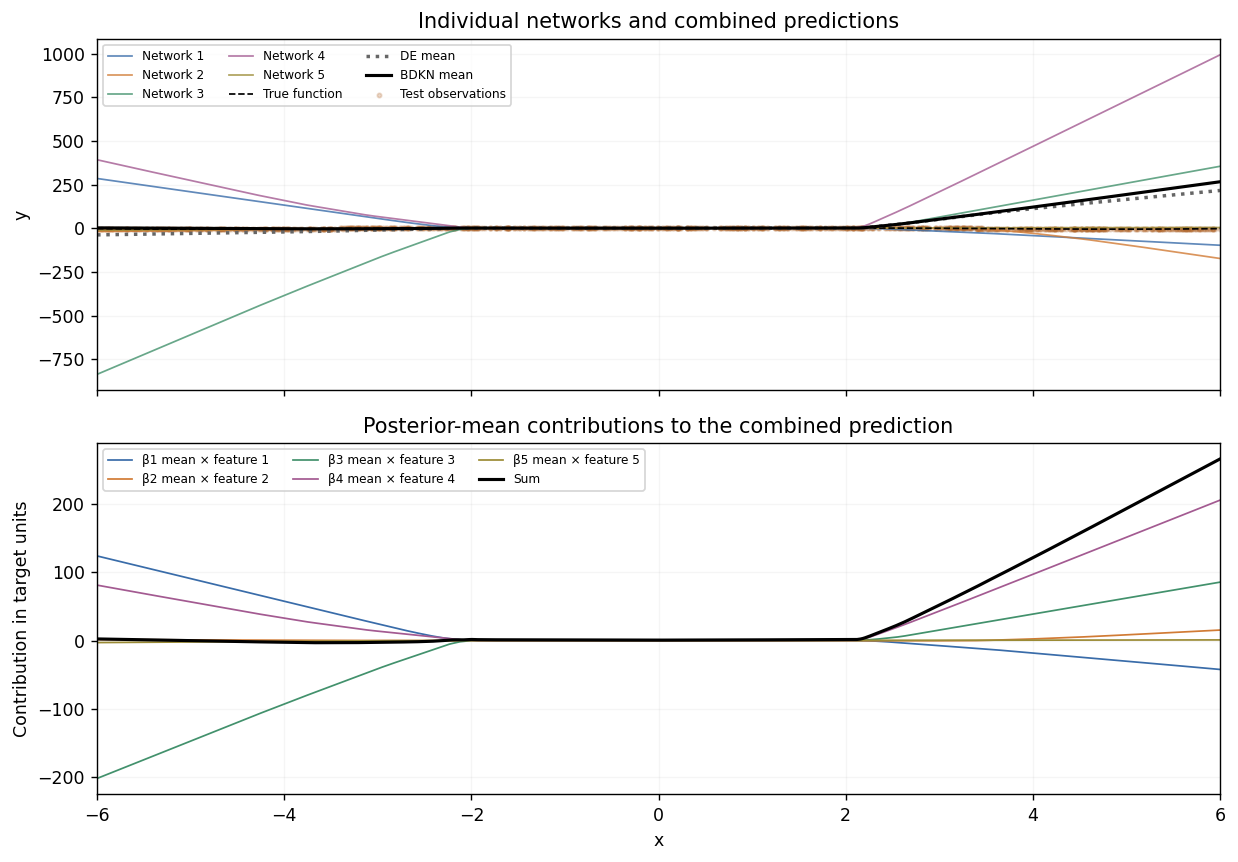 Individual networks and combined predictions
Network 1
Network 2
Network 3
Network 4
Network 5
True function
DE mean
BDKN mean
Test observations
1000
750
500
250
0
−250
−500
−750
y
Posterior-mean contributions to the combined prediction
β1 mean × feature 1
β2 mean × feature 2
β3 mean × feature 3
β4 mean × feature 4
β5 mean × feature 5
Sum
200
100
0
−100
−200
Contribution in target units
−6
−4
−2
0
2
4
6
x